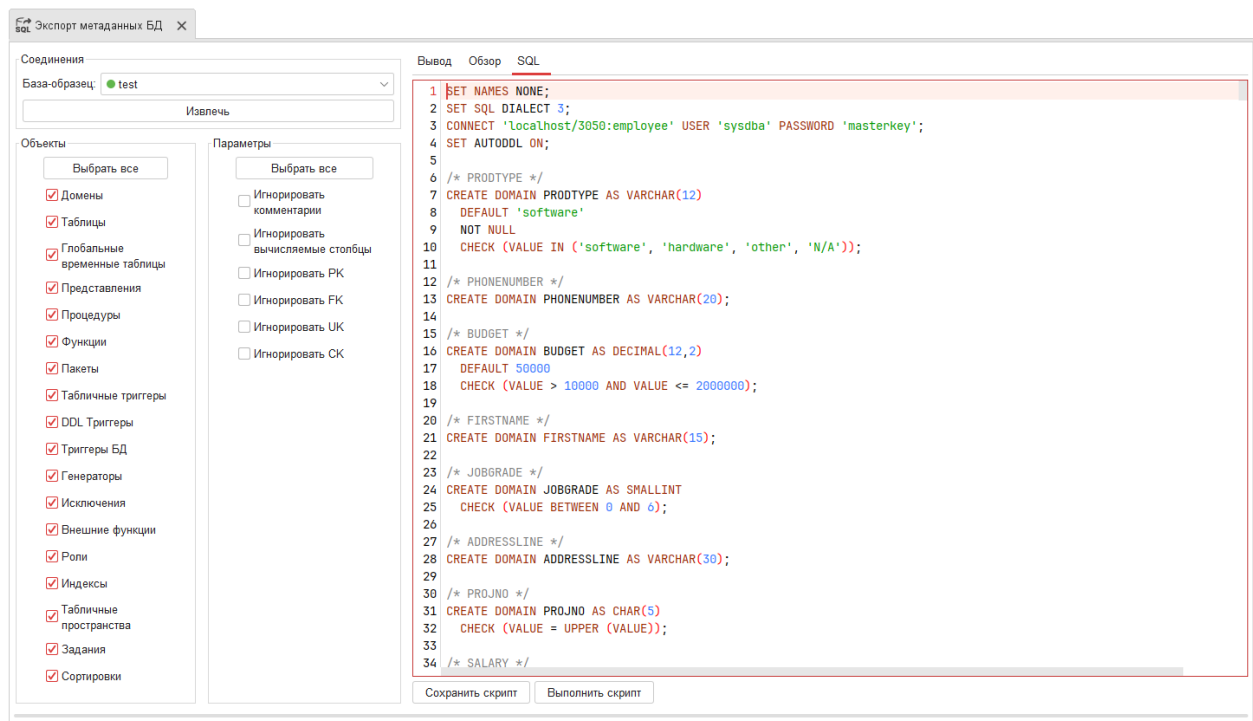 Экспорт метаданных БД
Соединения
База-образец: test
Извлечь
Объекты
Выбрать все
Домены
Таблицы
Глобальные
временные таблицы
Представления
Процедуры
Функции
Пакеты
Табличные триггеры
DDL Триггеры
Триггеры БД
Генераторы
Исключения
Внешние функции
Роли
Индексы
Табличные
пространства
Задания
Сортировки
Параметры
Выбрать все
Игнорировать
комментарии
Игнорировать
вычисляемые столбцы
Игнорировать PK
Игнорировать FK
Игнорировать UK
Игнорировать CK
Вывод Обзор SQL
1 SET NAMES NONE;
2 SET SQL DIALECT 3;
3 CONNECT 'localhost/3050:employee' USER 'sysdba' PASSWORD 'masterkey';
4 SET AUTODDL ON;
5
6 /* PRODTYPE */
7 CREATE DOMAIN PRODTYPE AS VARCHAR(12)
8 DEFAULT 'software'
9 NOT NULL
10 CHECK (VALUE IN ('software', 'hardware', 'other', 'N/A'));
11
12 /* PHONENUMBER */
13 CREATE DOMAIN PHONENUMBER AS VARCHAR(20);
14
15 /* BUDGET */
16 CREATE DOMAIN BUDGET AS DECIMAL(12,2)
17 DEFAULT 50000
18 CHECK (VALUE > 10000 AND VALUE <= 2000000);
19
20 /* FIRSTNAME */
21 CREATE DOMAIN FIRSTNAME AS VARCHAR(15);
22
23 /* JOBGRADE */
24 CREATE DOMAIN JOBGRADE AS SMALLINT
25 CHECK (VALUE BETWEEN 0 AND 6);
26
27 /* ADDRESSLINE */
28 CREATE DOMAIN ADDRESSLINE AS VARCHAR(30);
29
30 /* PROJNO */
31 CREATE DOMAIN PROJNO AS CHAR(5)
32 CHECK (VALUE = UPPER (VALUE));
33
34 /* SALARY */
Сохранить скрипт
Выполнить скрипт